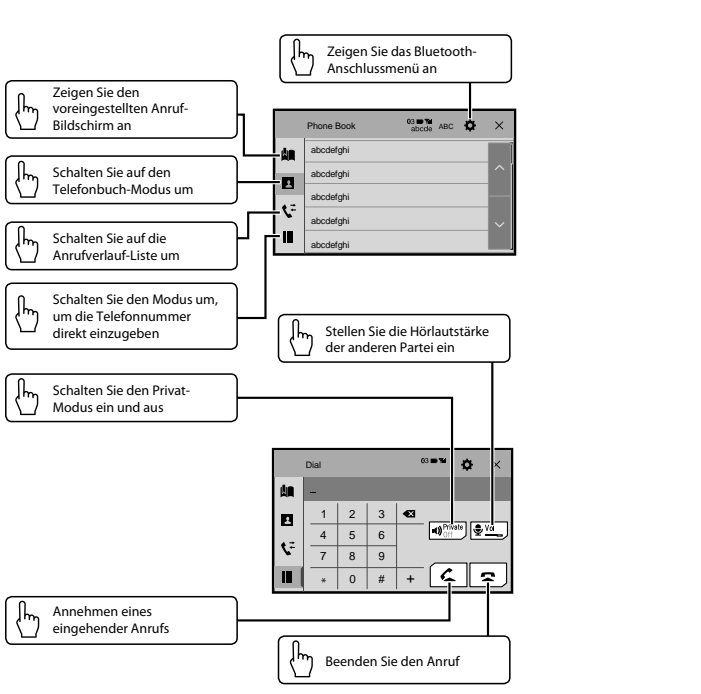 Zeigen Sie das Bluetooth-
Anschlussmenü an
Zeigen Sie den
voreingestellten Anruf-
Bildschirm an
Schalten Sie auf den
Telefonbuch-Modus um
Schalten Sie auf die
Anrufverlauf-Liste um
Schalten Sie den Modus um,
um die Telefonnummer
direkt einzugeben
Phone Book
03
abcde ABC
abcdefghi
abcdefghi
abcdefghi
abcdefghi
abcdefghi
Stellen Sie die Hörlautstärke
der anderen Partei ein
Schalten Sie den Privat-
Modus ein und aus
Dial
03
_
1 2 3
4 5 6
7 8 9
* 0 # +
Private
Off
Vol
Annehmen eines
eingehender Anrufs
Beenden Sie den Anruf